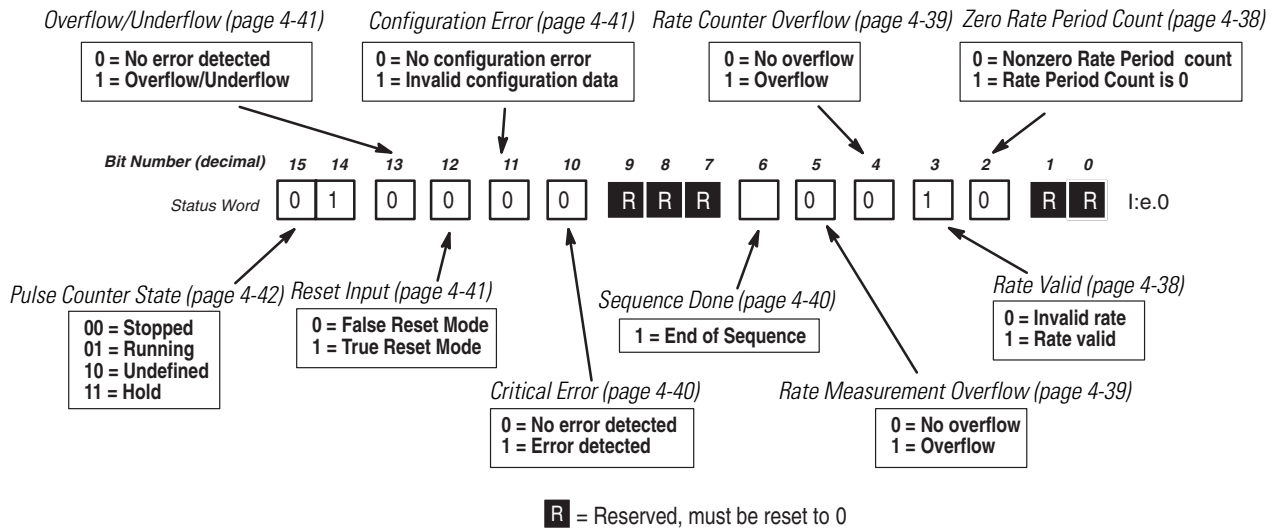 Overflow/Underflow (page 4-41)
Configuration Error (page 4-41)
Rate Counter Overflow (page 4-39)
Zero Rate Period Count (page 4-38)
0 = No error detected
1 = Overflow/Underflow
0 = No configuration error
1 = Invalid configuration data
0 = No overflow
1 = Overflow
0 = Nonzero Rate Period count
1 = Rate Period Count is 0
Bit Number (decimal) 15 14 13 12 11 10 9 8 7 6 5 4 3 2 1 0
Status Word 0 1 0 0 0 0 R R R 0 0 1 0 R R I:e.0
Pulse Counter State (page 4-42)
00 = Stopped
01 = Running
10 = Undefined
11 = Hold
Reset Input (page 4-41)
0 = False Reset Mode
1 = True Reset Mode
Critical Error (page 4-40)
0 = No error detected
1 = Error detected
Sequence Done (page 4-40)
1 = End of Sequence
Rate Measurement Overflow (page 4-39)
0 = No overflow
1 = Overflow
Rate Valid (page 4-38)
0 = Invalid rate
1 = Rate valid
R = Reserved, must be reset to 0